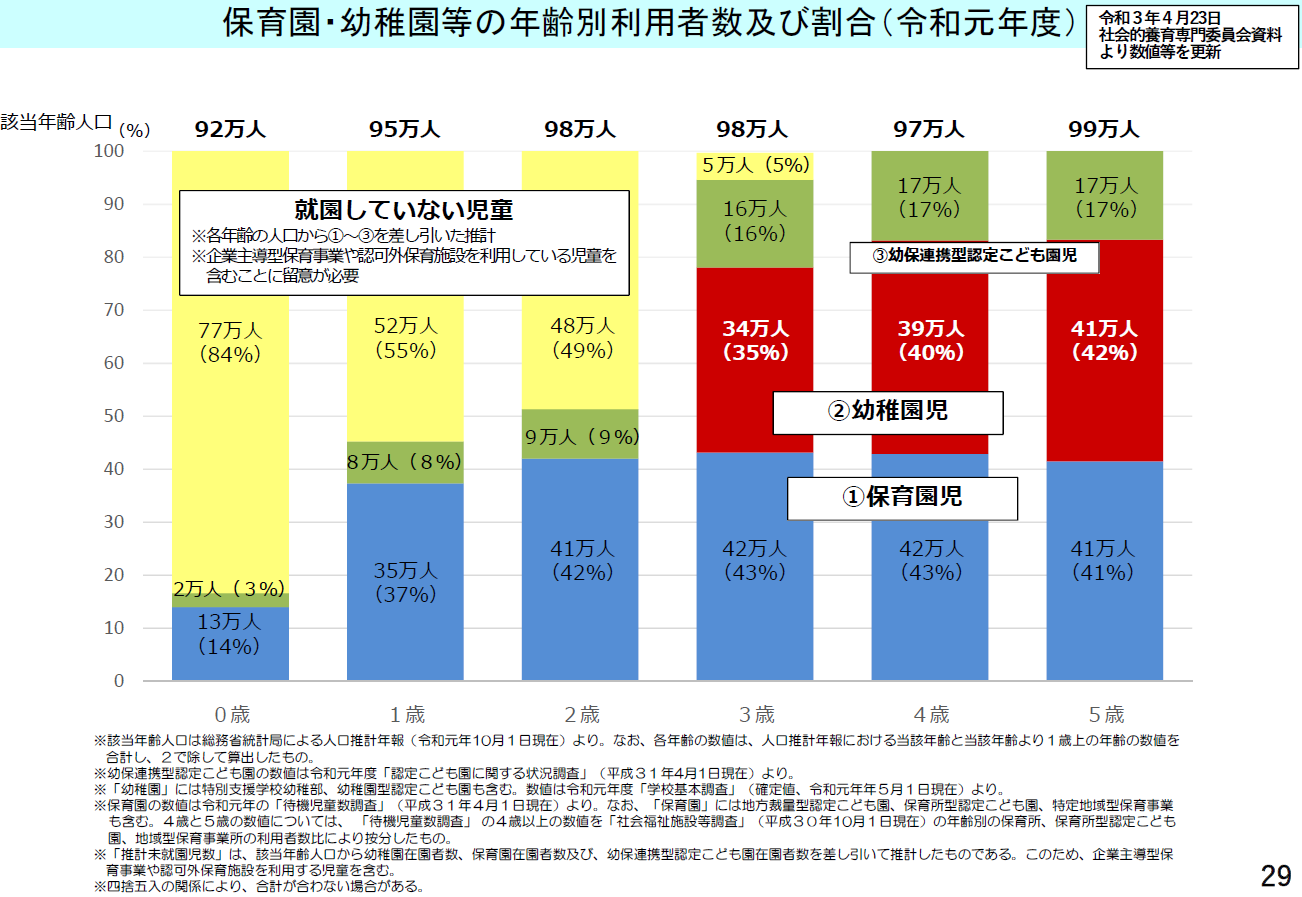 保育園・幼稚園等の年齢別利用者数及び割合（令和元年度）
令和３年４月23日
社会的養育専門委員会資料
より数値等を更新
該当年齢人口
（%）
92万人 95万人 98万人 98万人 97万人 99万人
100
90
80
70
60
50
40
30
20
10
0
就園していない児童
※各年齢の人口から①～③を差し引いた推計
※企業主導型保育事業や認可外保育施設を利用している児童を
含むことに留意が必要
77万人
（84%）
2万人（３%）
13万人
（14%）
52万人
（55%）
８万人（８%）
35万人
（37%）
48万人
（49%）
９万人（９%）
41万人
（42%）
５万人（5%）
16万人
（16%）
34万人
（35%）
42万人
（43%）
17万人
（17%）
39万人
（40%）
42万人
（43%）
17万人
（17%）
41万人
（42%）
41万人
（41%）
③幼保連携型認定こども園児
②幼稚園児
①保育園児
０歳 １歳 ２歳 ３歳 ４歳 ５歳
※該当年齢人口は総務省統計局による人口推計年報（令和元年10月１日現在）より。なお、各年齢の数値は、人口推計年報における当該年齢と当該年齢より１歳上の年齢の数値を
合計し、２で除して算出したもの。
※幼保連携型認定こども園の数値は令和元年度「認定こども園に関する状況調査」（平成３１年4月1日現在）より。
※「幼稚園」には特別支援学校幼稚部、幼稚園型認定こども園も含む。数値は令和元年度「学校基本調査」（確定値、令和元年年５月１日現在）より。
※保育園の数値は令和元年の「待機児童数調査」（平成３１年４月１日現在）より。なお、「保育園」には地方裁量型認定こども園、保育所型認定こども園、特定地域型保育事業
も含む。４歳と５歳の数値については、「待機児童数調査」の４歳以上の数値を「社会福祉施設等調査」（平成３０年10月１日現在）の年齢別の保育所、保育所型認定こども
園、地域型保育事業所の利用者数比により按分したもの。
※「推計未就園児数」は、該当年齢人口から幼稚園在園者数、保育園在園者数及び、幼保連携型認定こども園在園者数を差し引いて推計したものである。このため、企業主導型保
育事業や認可外保育施設を利用する児童を含む。
※四捨五入の関係により、合計が合わない場合がある。
29